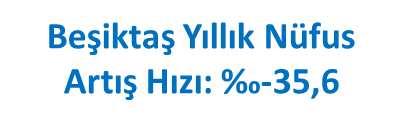 Beşiktaş Yıllık Nüfus
Artış Hızı: ‰-35,6